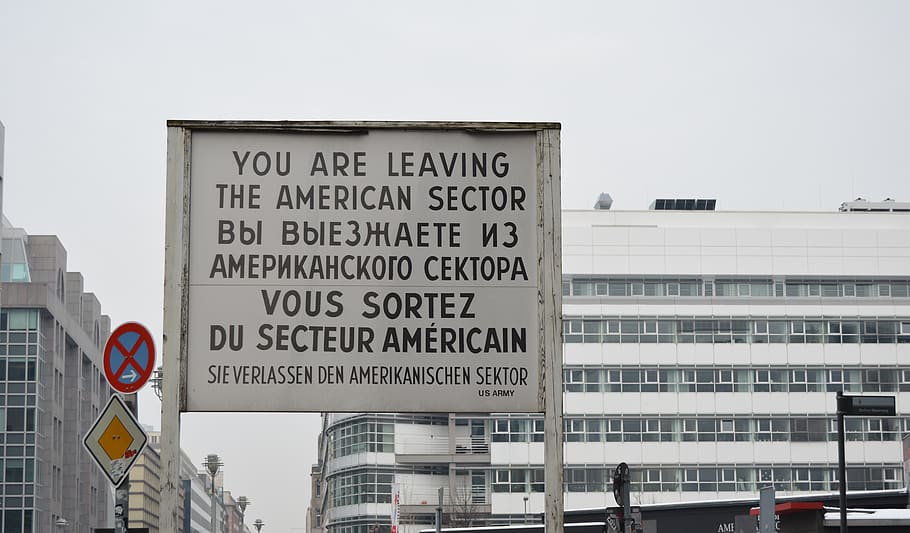 YOU ARE LEAVING
THE AMERICAN SECTOR
ВЫ ВЫЕЗЖАЕТЕ ИЗ
АМЕРИКАНСКОГО СЕКТОРА
VOUS SORTEZ
DU SECTEUR AMÉRICAIN
SIE VERLASSEN DEN AMERIKANISCHEN SEKTOR
US ARMY